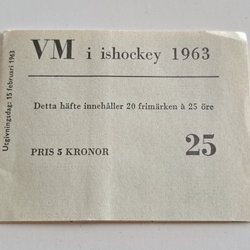 VM i ishockey 1963
Detta häfte innehåller 20 frimärken à 25 öre
PRIS 5 KRONOR
25
Utgivningsdag: 15 februari 1963